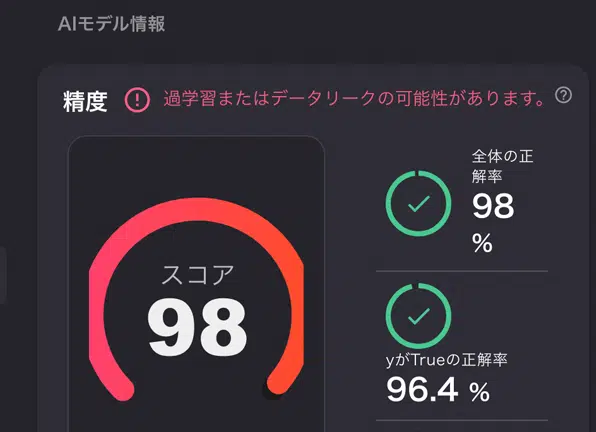 AIモデル情報
精度
過学習またはデータリークの可能性があります。
スコア
98
全体の正
解率
98
%
yがTrueの正解率
96.4 %